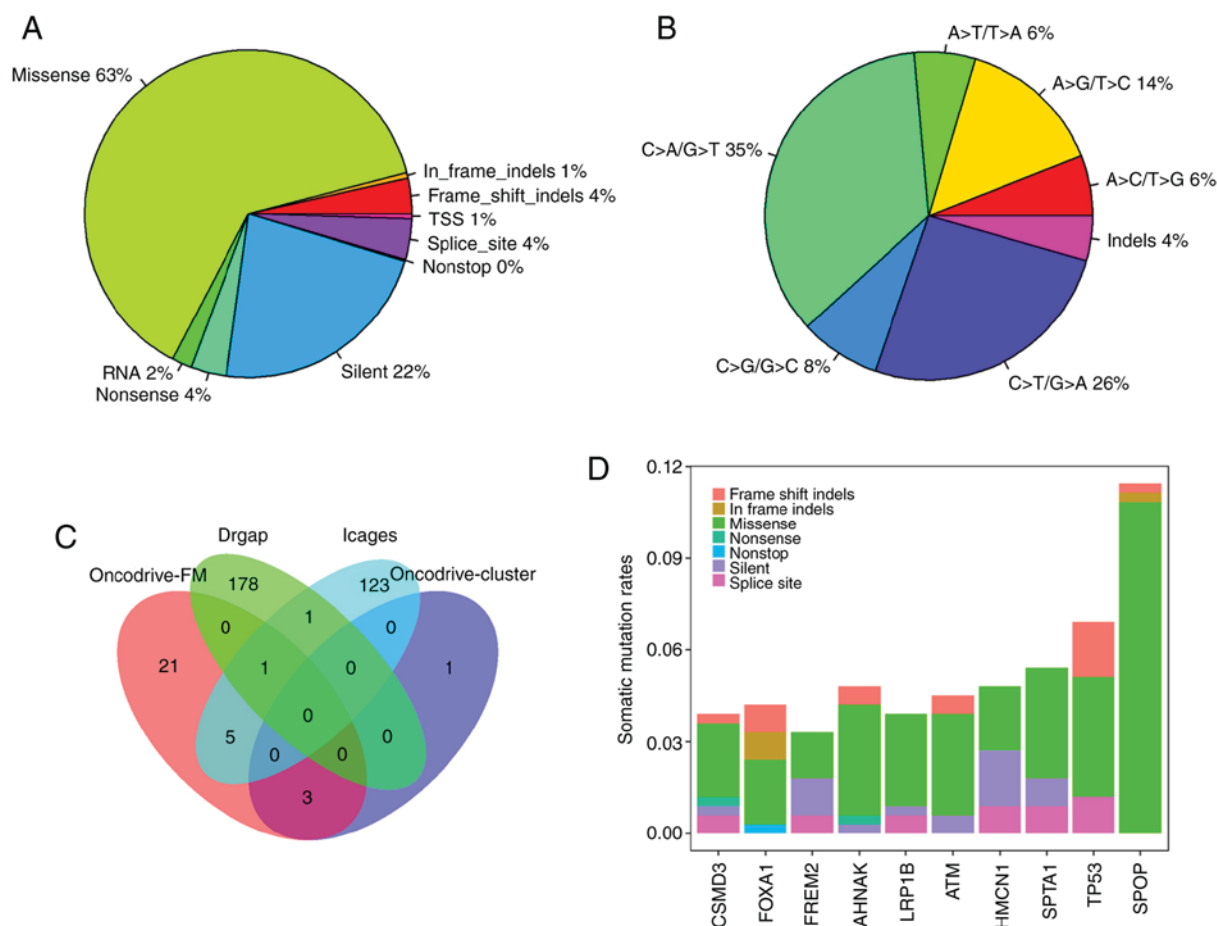 A
Missense 63%
In_frame_indels 1%
Frame_shift_indels 4%
TSS 1%
Splice_site 4%
Nonstop 0%
Silent 22%
RNA 2%
Nonsense 4%
B
A>T/T>A 6%
A>G/T>C 14%
C>A/G>T 35%
A>C/T>G 6%
Indels 4%
C>G/G>C 8%
C>T/G>A 26%
C
Drgap
Icages
Oncodrive-FM
Oncodrive-cluster
178
123
1
0
0
21
1
0
1
0
5
0
0
0
3
D
Somatic mutation rates
0.12
0.09
0.06
0.03
0.00
Frame shift indels
In frame indels
Missense
Nonsense
Nonstop
Silent
Splice site
CSMD3
FOXA1
FREM2
AHNAK
LRP1B
ATM
HMCN1
SPTA1
TP53
SPOP